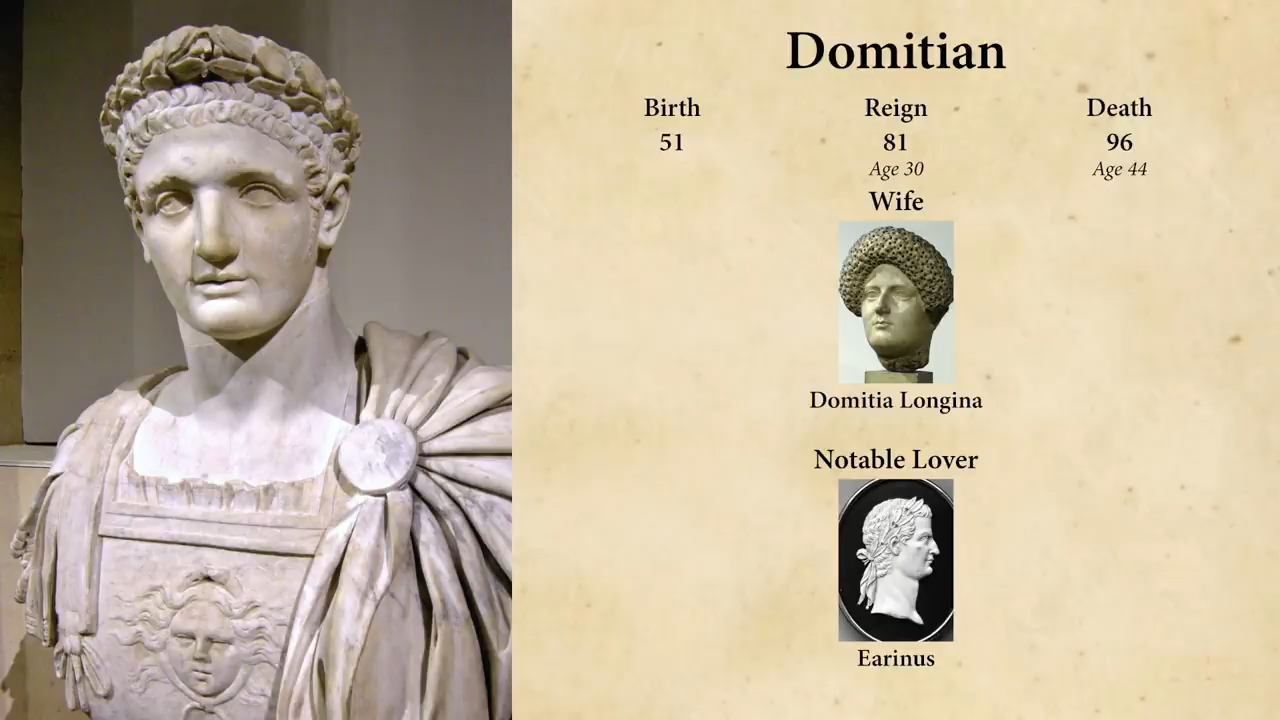 Domitian
Birth Reign Death
51 81 96
Age 30 Age 44
Wife
Domitia Longina
Notable Lover
Earinus